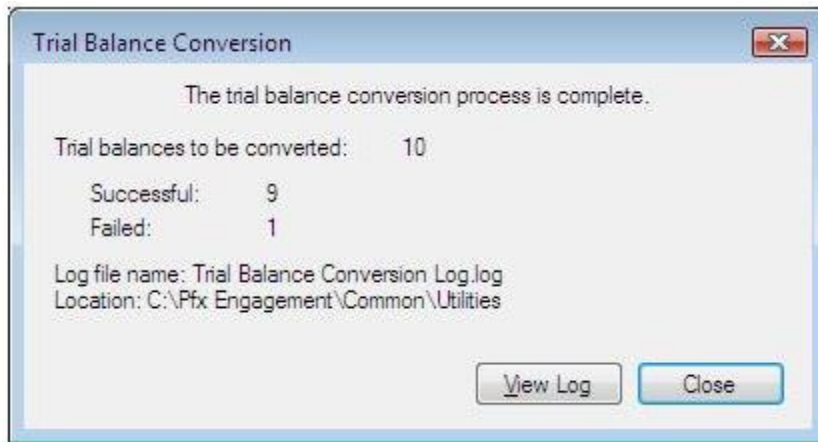 Trial Balance Conversion
The trial balance conversion process is complete.
Trial balances to be converted: 10
Successful: 9
Failed: 1
Log file name: Trial Balance Conversion Log.log
Location: C:\Pfx Engagement\Common\Utilities
View Log Close